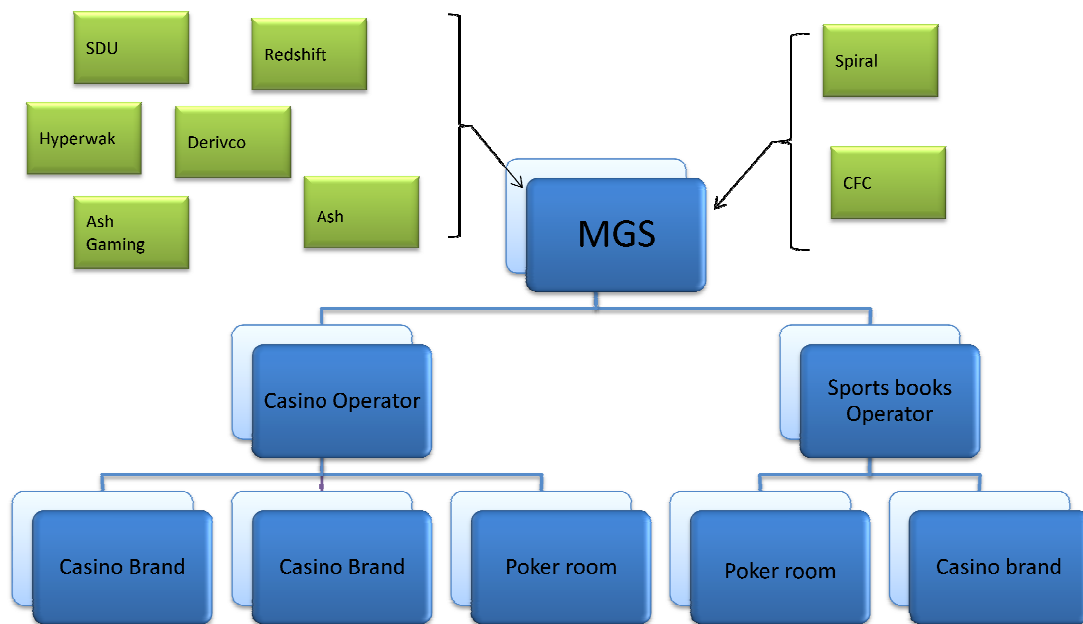 SDU
Redshift
Spiral
Hyperwak
Derivco
CFC
Ash
Gaming
Ash
MGS
Casino Operator
Sports books
Operator
Casino Brand
Casino Brand
Poker room
Poker room
Casino brand